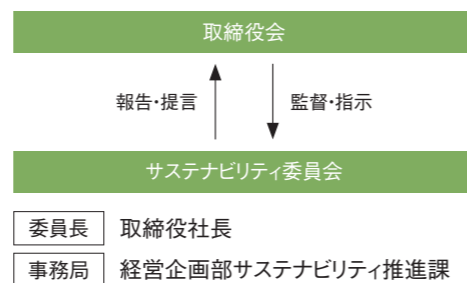 取締役会
報告・提言
監督・指示
サステナビリティ委員会
委員長 取締役社長
事務局 経営企画部サステナビリティ推進課